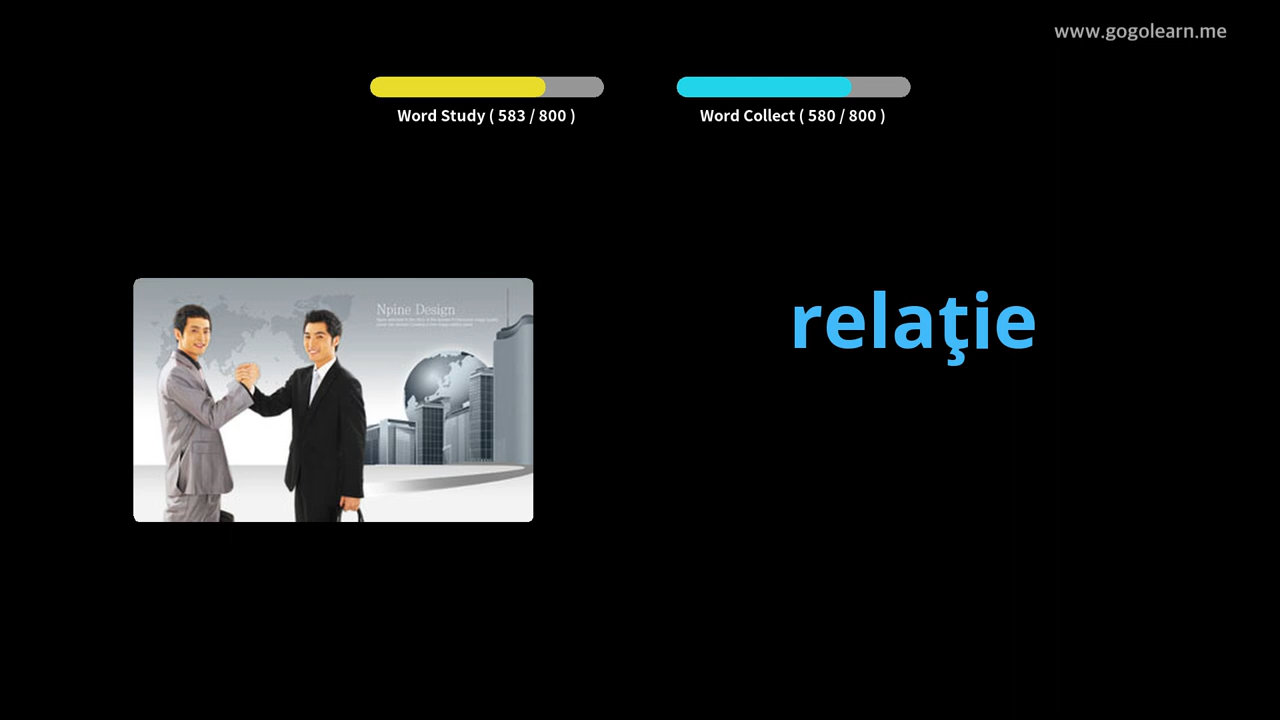 www.gogolearn.me
Word Study ( 583 / 800 )
Word Collect ( 580 / 800 )
Npine Design
relaţie